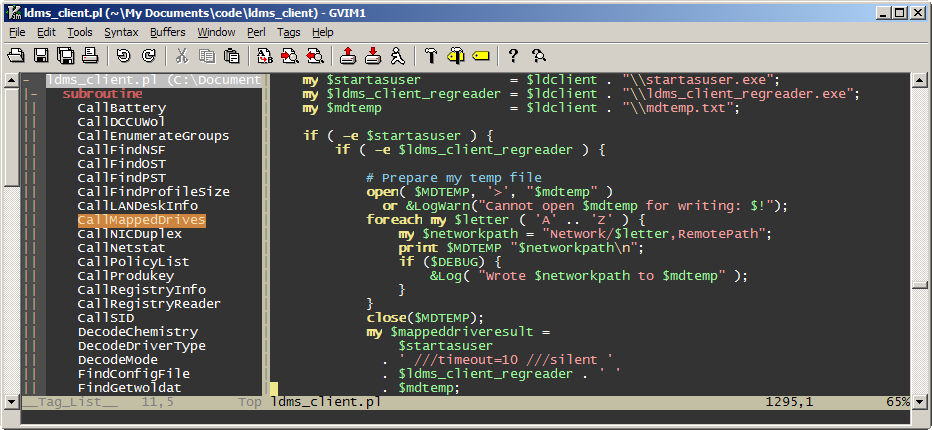 ldms_client.pl (~\My Documents\code\ldms_client) - GVIM1
File Edit Tools Syntax Buffers Window Perl Tags Help
- ldms_client.pl (C:\Document
|- subroutine
|| CallBattery
|| CallDCCUWol
|| CallEnumerateGroups
|| CallFindNSF
|| CallFindOST
|| CallFindPST
|| CallFindProfileSize
|| CallLANDeskInfo
|| CallMappedDrives
|| CallNICDuplex
|| CallNetstat
|| CallPolicyList
|| CallProdukey
|| CallRegistryInfo
|| CallRegistryReader
|| CallSID
|| DecodeChemistry
|| DecodeDriverType
|| DecodeMode
|| FindConfigFile
|| FindGetWoldat
__Tag_List__ 11,5 Top
my $startasuser = $ldclient . "\\startasuser.exe";
my $ldms_client_regreader = $ldclient . "\\ldms_client_regreader.exe";
my $mdtemp = $ldclient . "\\mdtemp.txt";
if ( -e $startasuser ) {
if ( -e $ldms_client_regreader ) {
# Prepare my temp file
open( $MDTEMP, '>', "$mdtemp" )
or &LogWarn("Cannot open $mdtemp for writing: $!");
foreach my $letter ( 'A' .. 'Z' ) {
my $networkpath = "Network/$letter,RemotePath";
print $MDTEMP "$networkpath\n";
if ($DEBUG) {
&Log( "Wrote $networkpath to $mdtemp" );
}
}
close($MDTEMP);
my $mappeddriveresult =
$startasuser
. ' ///timeout=10 ///silent '
. $ldms_client_regreader . ' '
. $mdtemp;
ldms_client.pl 1295,1 65%